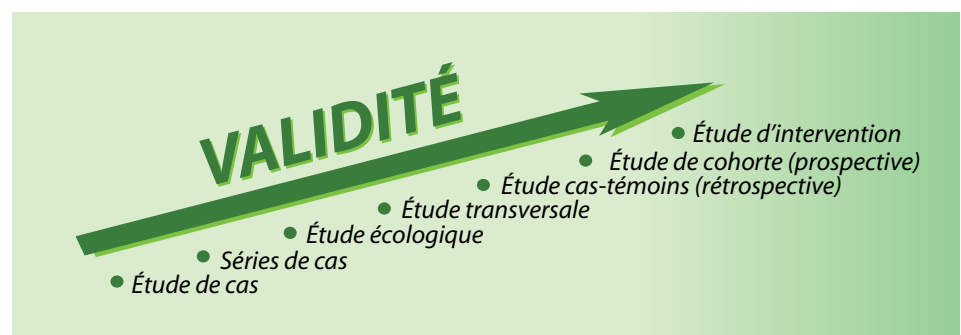 VALIDITÉ
Étude d’intervention
Étude de cohorte (prospective)
Étude cas-témoins (rétrospective)
Étude transversale
Étude écologique
Séries de cas
Étude de cas